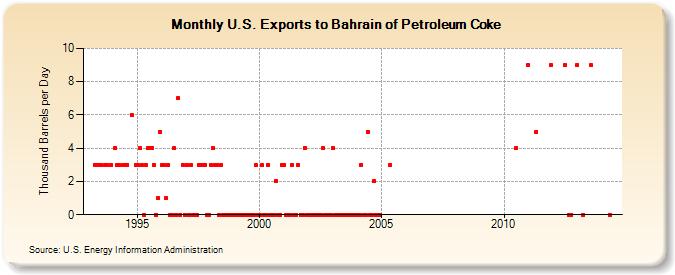 Monthly U.S. Exports to Bahrain of Petroleum Coke
Thousand Barrels per Day
10
8
6
4
2
0
1995 2000 2005 2010
Source: U.S. Energy Information Administration